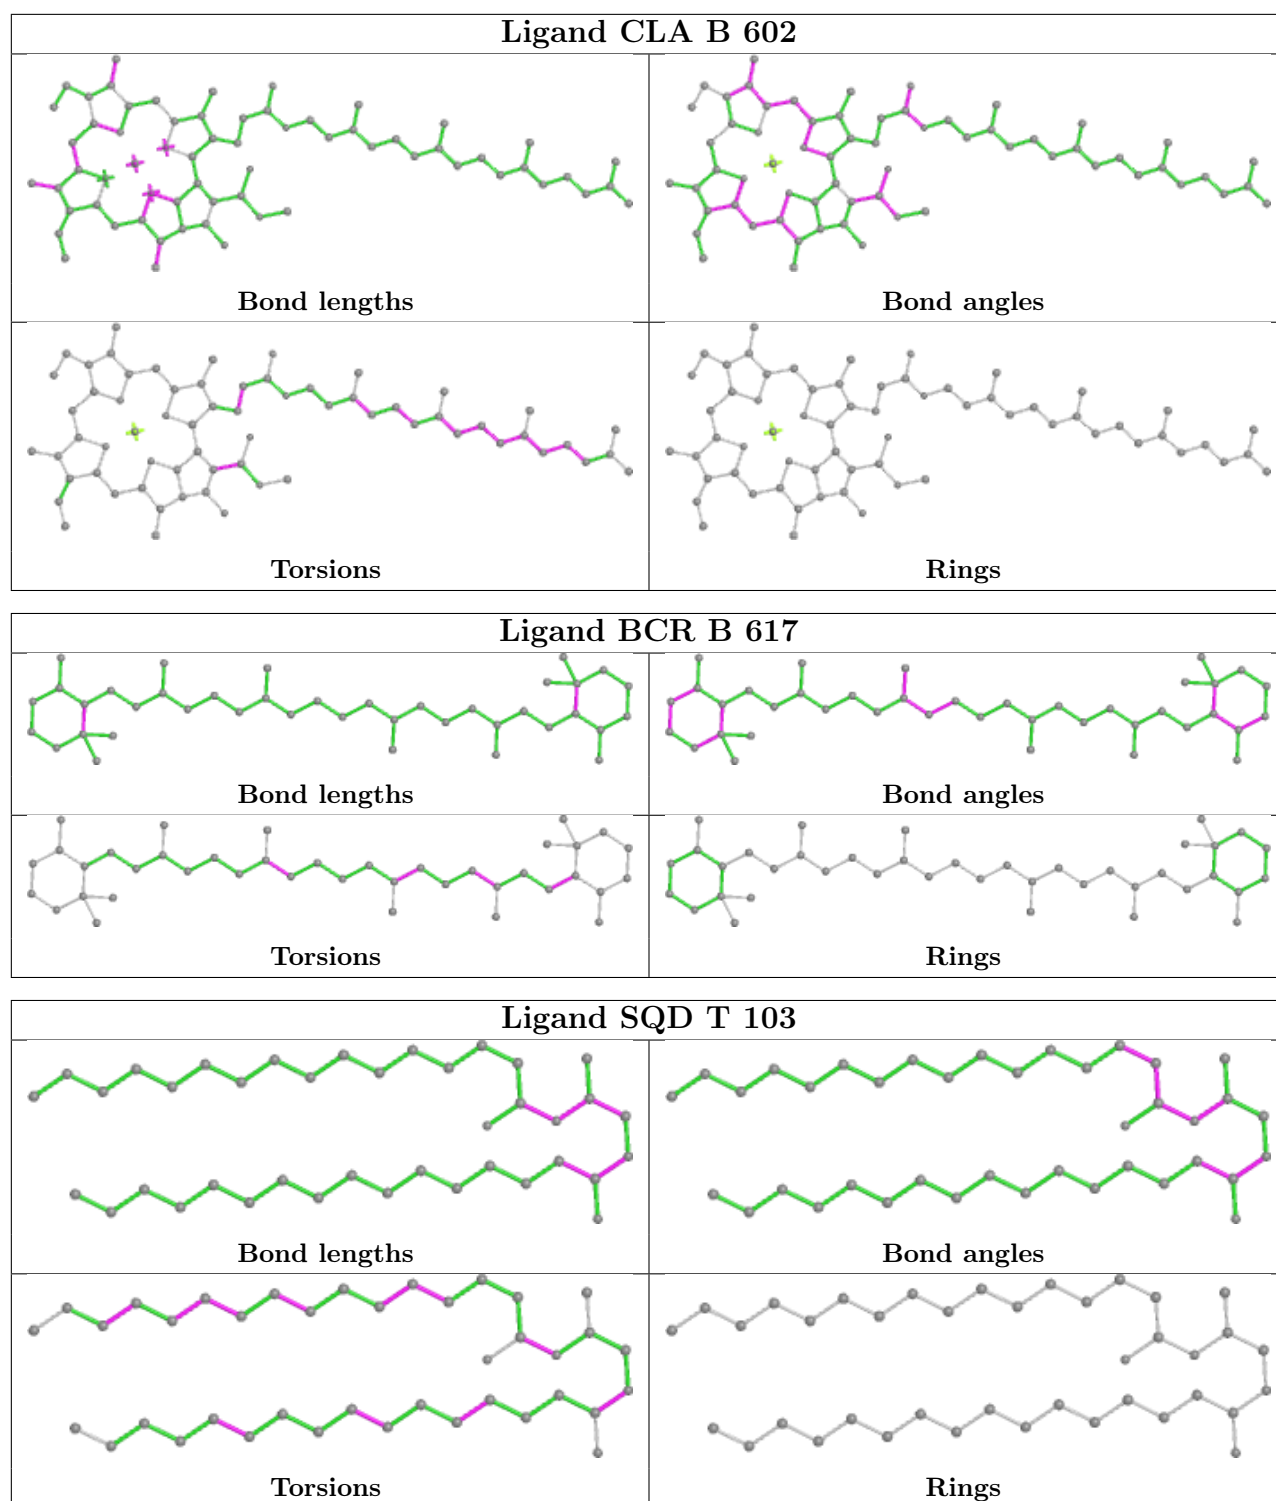 Ligand CLA B 602
Bond lengths
Bond angles
Torsions
Rings
Ligand BCR B 617
Bond lengths
Bond angles
Torsions
Rings
Ligand SQD T 103
Bond lengths
Bond angles
Torsions
Rings